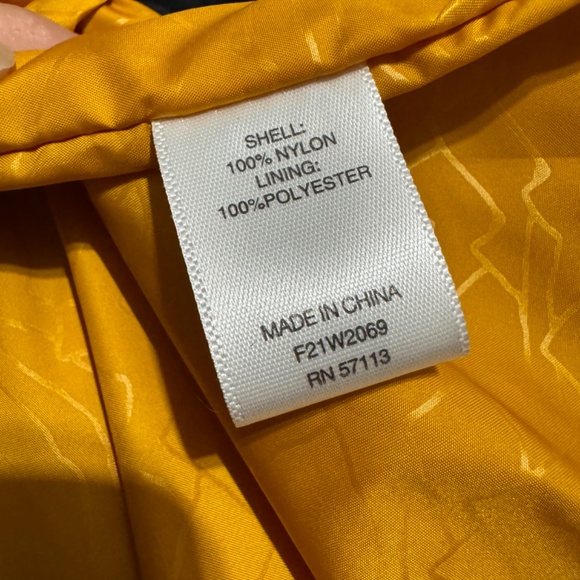 SHELL:
100% NYLON
LINING:
100%POLYESTER
MADE IN CHINA
F21W2069
RN 57113